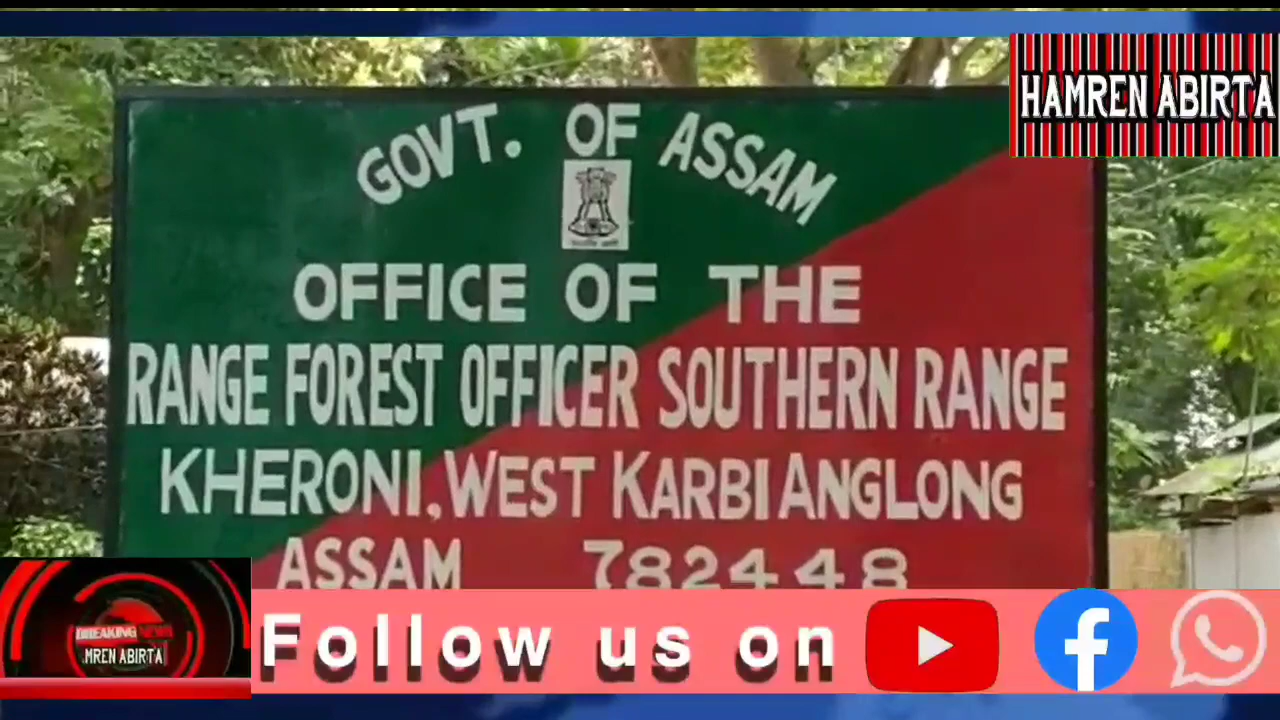 HAMREN ABIRTA
GOVT. OF ASSAM
OFFICE OF THE
RANGE FOREST OFFICER SOUTHERN RANGE
KHERONI, WEST KARBI ANGLONG
ASSAM 782448
BREAKING NEWS
MREN ABIRTA
Follow us on